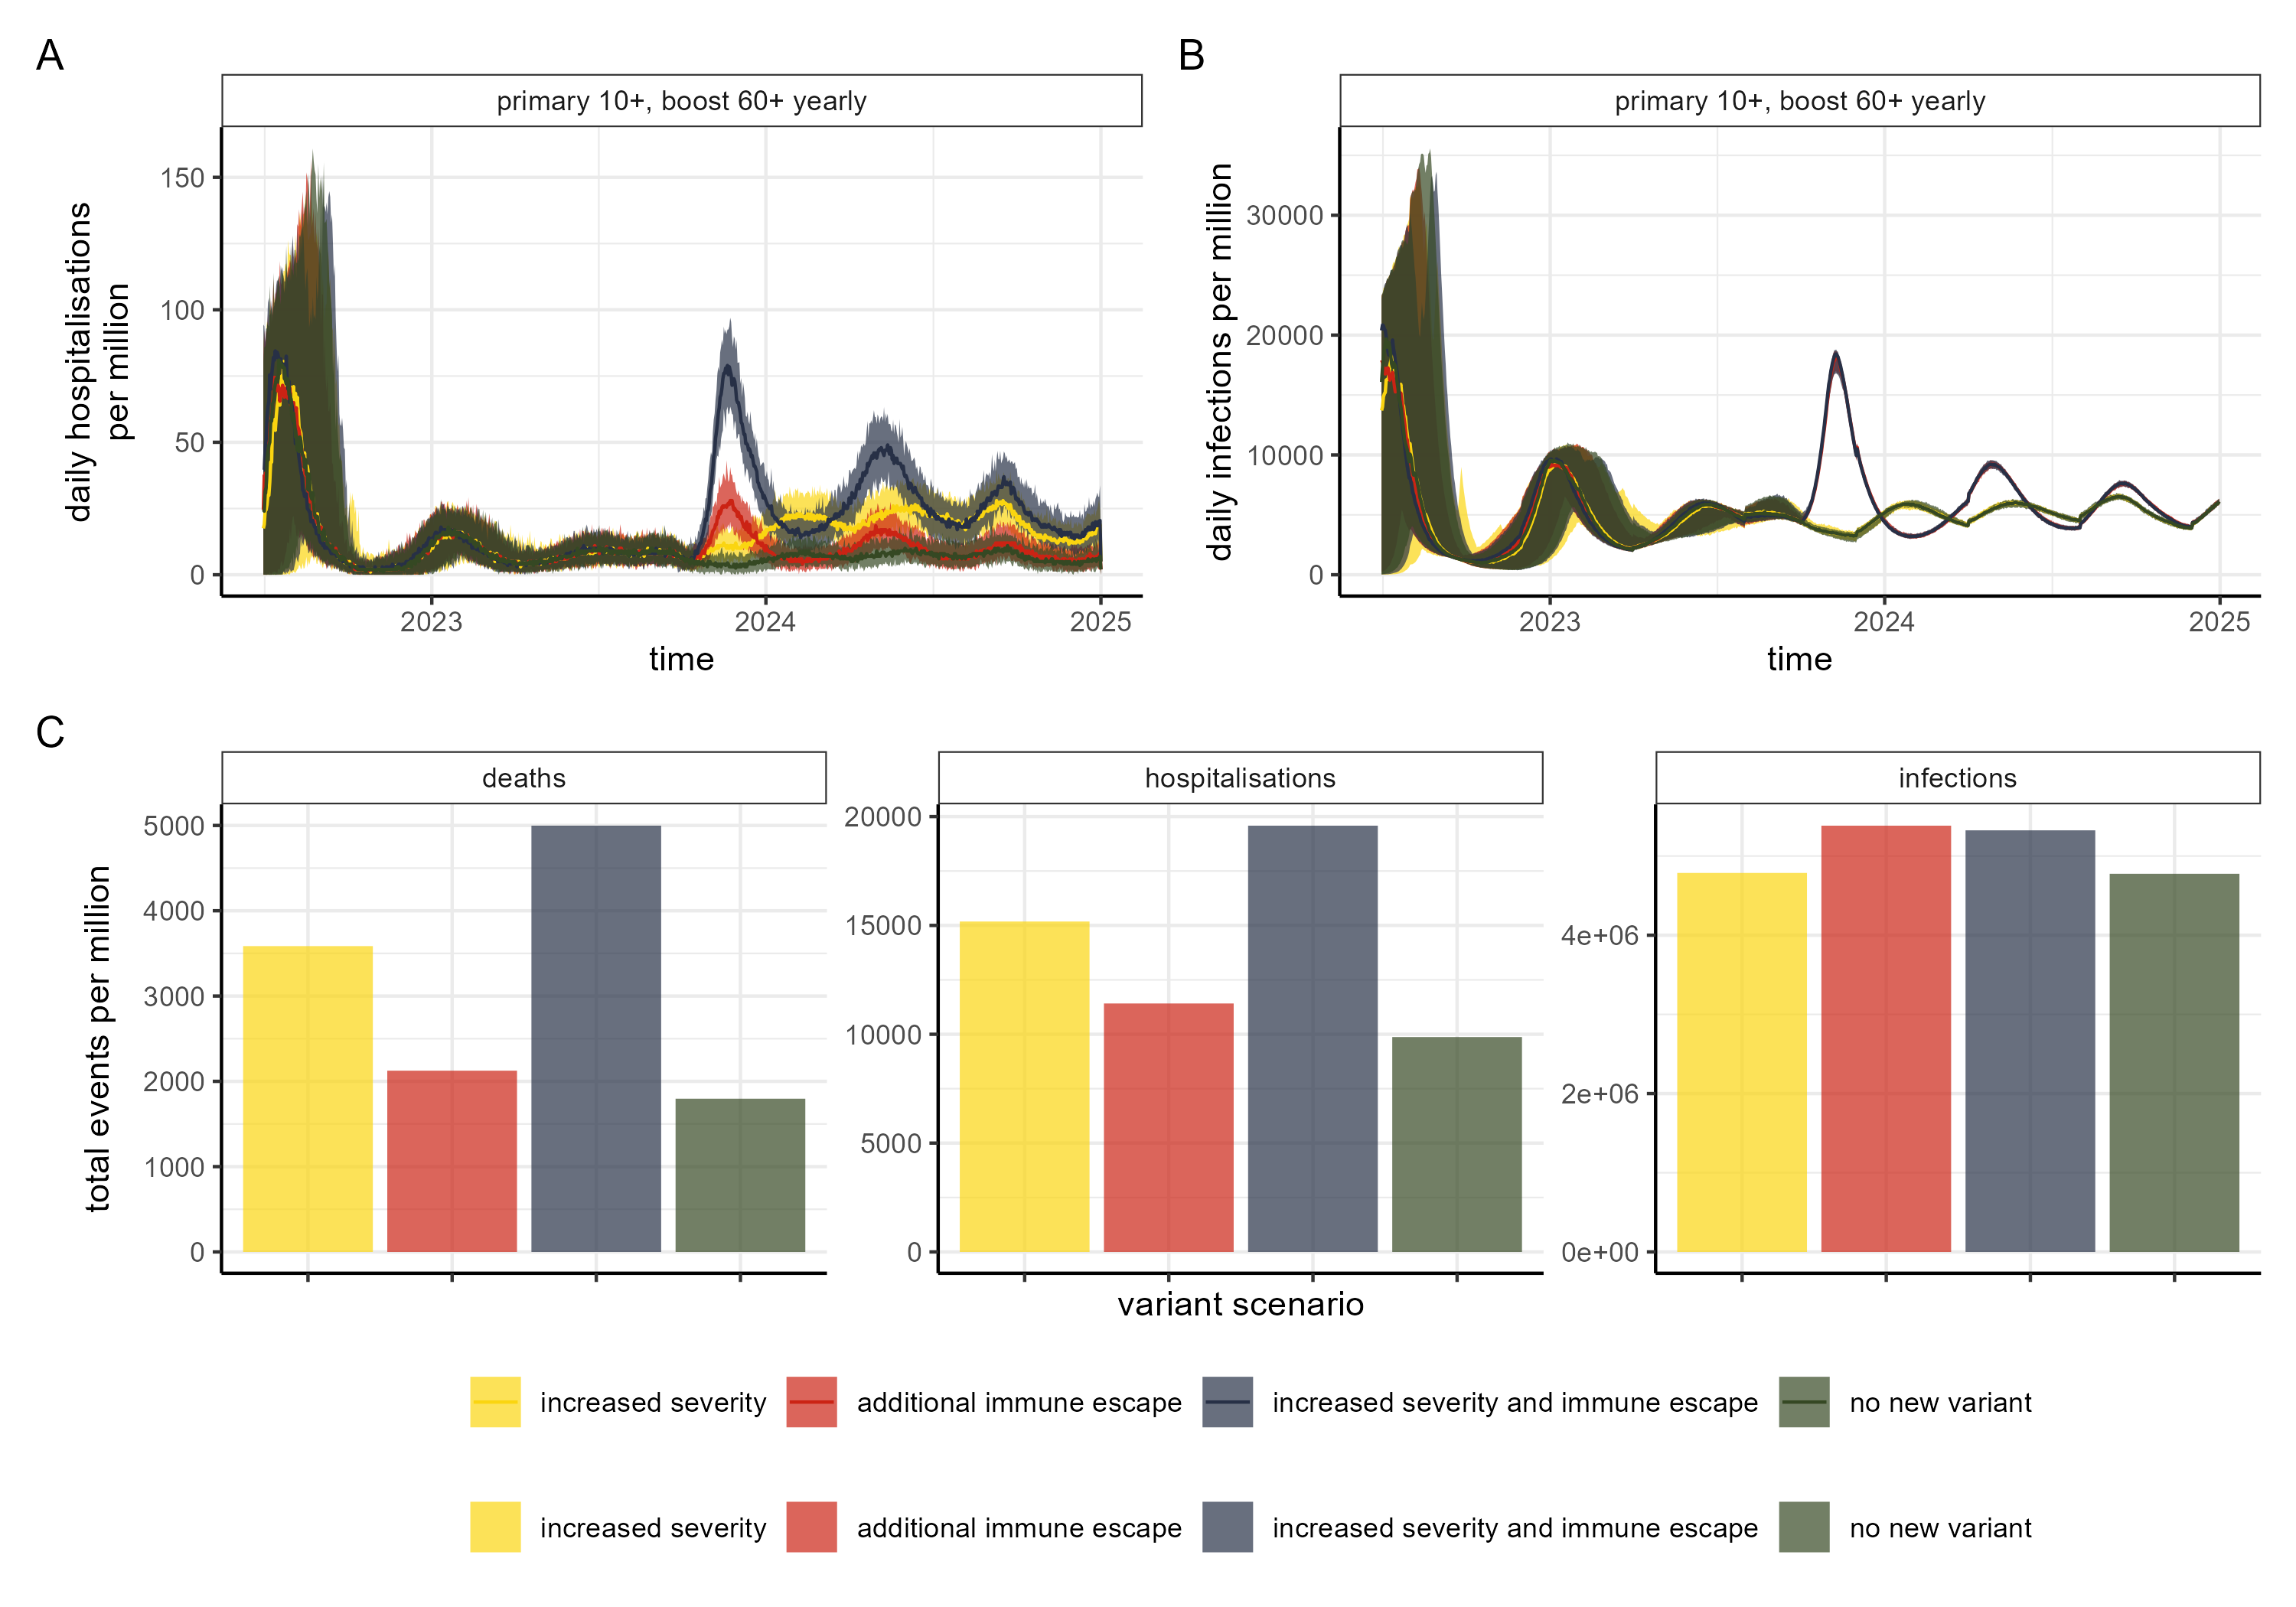 A
primary 10+, boost 60+ yearly
daily hospitalisations
per million
150
100
50
0
2023
2024
2025
time
B
primary 10+, boost 60+ yearly
daily infections per million
30000
20000
10000
0
2023
2024
2025
time
C
total events per million
deaths
5000
4000
3000
2000
1000
0
hospitalisations
20000
15000
10000
5000
0
infections
4e+06
2e+06
0e+00
variant scenario
increased severity
additional immune escape
increased severity and immune escape
no new variant
increased severity
additional immune escape
increased severity and immune escape
no new variant